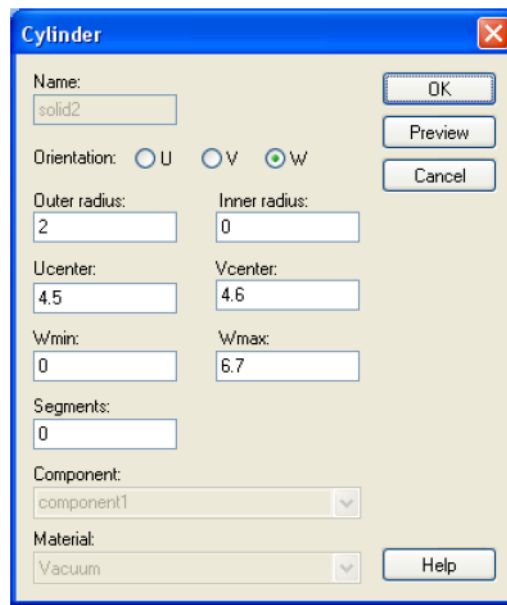 Cylinder
Name:
solid2
OK
Preview
Orientation: U V W
Cancel
Outer radius: Inner radius:
2 0
Ucenter: Vcenter:
4.5 4.6
Wmin: Wmax:
0 6.7
Segments:
0
Component:
component1
Material:
Vacuum
Help